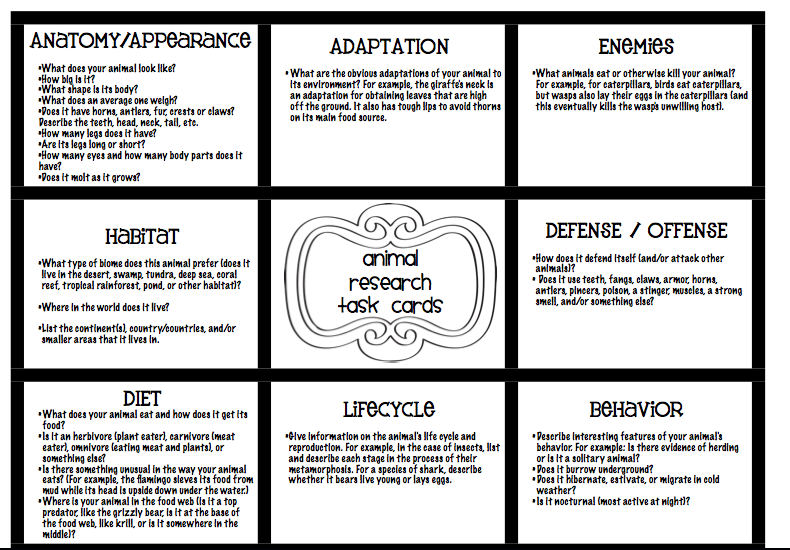 ANATOMY/APPEARANCE
•What does your animal look like?
•How big is it?
•What shape is its body?
•What does an average one weigh?
•Does it have horns, antlers, fur, crests or claws?
Describe the teeth, head, neck, tail, etc.
•How many legs does it have?
•Are its legs long or short?
•How many eyes and how many body parts does it
have?
•Does it molt as it grows?
ADAPTATION
• What are the obvious adaptations of your animal to
its environment? For example, the giraffe's neck is
an adaptation for obtaining leaves that are high
off the ground. It also has tough lips to avoid thorns
on its main food source.
ENEMIES
•What animals eat or otherwise kill your animal?
For example, for caterpillars, birds eat caterpillars,
but wasps also lay their eggs in the caterpillars (and
this eventually kills the wasp's unwilling host).
HABITAT
•What type of biome does this animal prefer (does it
live in the desert, swamp, tundra, deep sea, coral
reef, tropical rainforest, pond, or other habitat)?
•Where in the world does it live?
•List the continent(s), country/countries, and/or
smaller areas that it lives in.
animal
research
task cards
DEFENSE / OFFENSE
•How does it defend itself (and/or attack other
animals)?
• Does it use teeth, fangs, claws, armor, horns,
antlers, pincers, poison, a stinger, muscles, a strong
smell, and/or something else?
DIET
•What does your animal eat and how does it get its
food?
•Is it an herbivore (plant eater), carnivore (meat
eater), omnivore (eating meat and plants), or
something else?
•Is there something unusual in the way your animal
eats? (For example, the flamingo sieves its food from
mud while its head is upside down under the water.)
•Where is your animal in the food web (is it a top
predator, like the grizzly bear, is it at the base of
the food web, like krill, or is it somewhere in the
middle)?
LIFECYCLE
•Give information on the animal's life cycle and
reproduction. For example, in the case of insects, list
and describe each stage in the process of their
metamorphosis. For a species of shark, describe
whether it bears live young or lays eggs.
BEHAVIOR
•Describe interesting features of your animal's
behavior. For example: Is there evidence of herding
or is it a solitary animal?
•Does it burrow underground?
•Does it hibernate, estivate, or migrate in cold
weather?
•Is it nocturnal (most active at night)?